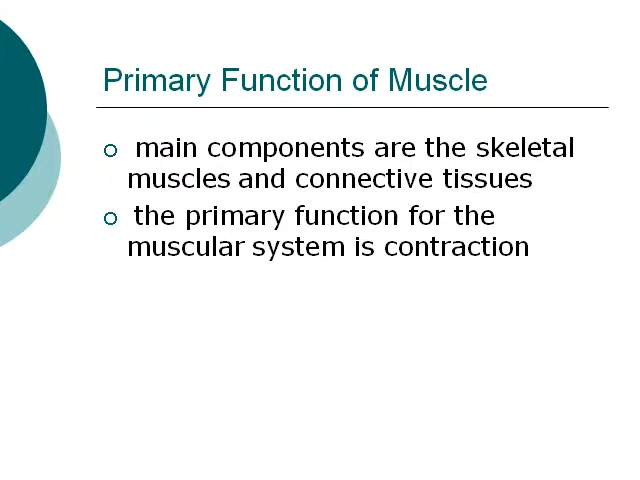 Primary Function of Muscle
main components are the skeletal
muscles and connective tissues
the primary function for the
muscular system is contraction